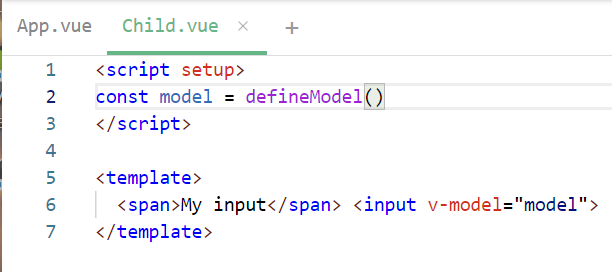 App.vue Child.vue × +
1 <script setup>
2 const model = defineModel()
3 </script>
4
5 <template>
6 <span>My input</span> <input v-model="model">
7 </template>